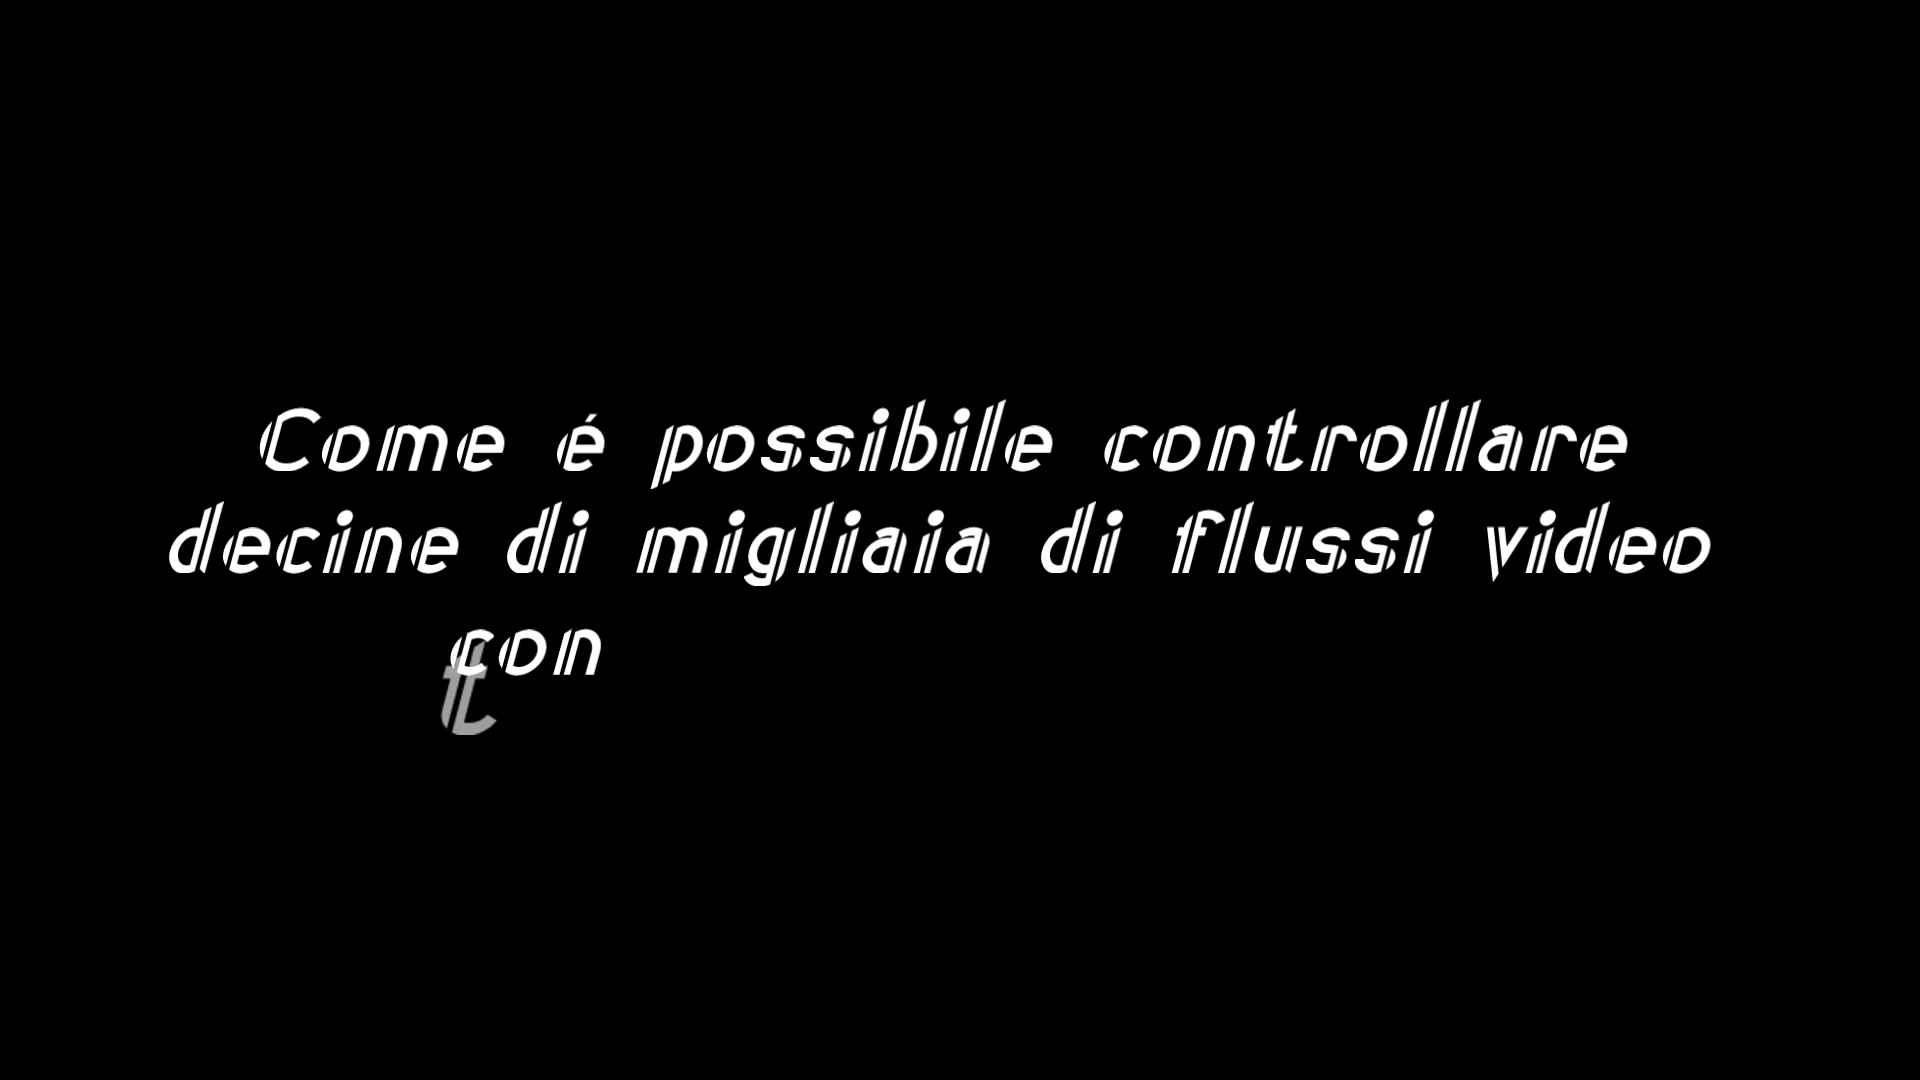 Come é possibile controllare
decine di migliaia di flussi video
con
t